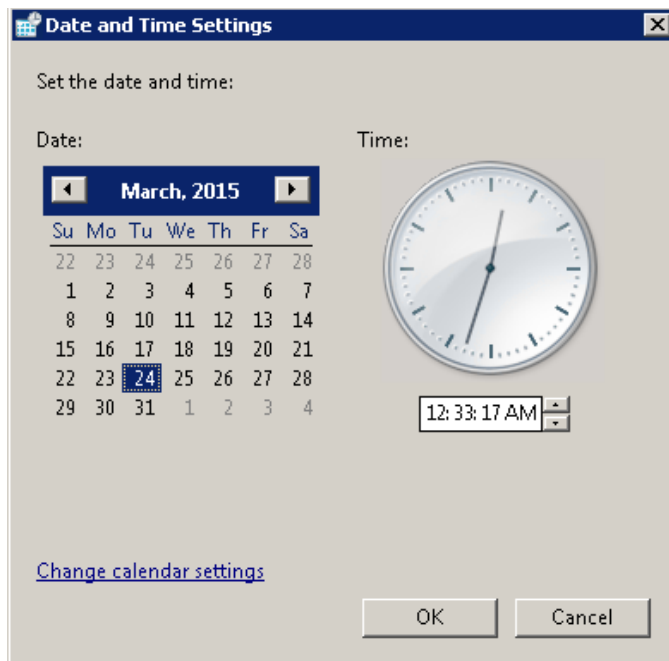 Date and Time Settings
Set the date and time:
Date:
Time:
March, 2015
Su Mo Tu We Th Fr Sa
22 23 24 25 26 27 28
1 2 3 4 5 6 7
8 9 10 11 12 13 14
15 16 17 18 19 20 21
22 23 24 25 26 27 28
29 30 31 1 2 3 4
12:33:17 AM
Change calendar settings
OK
Cancel